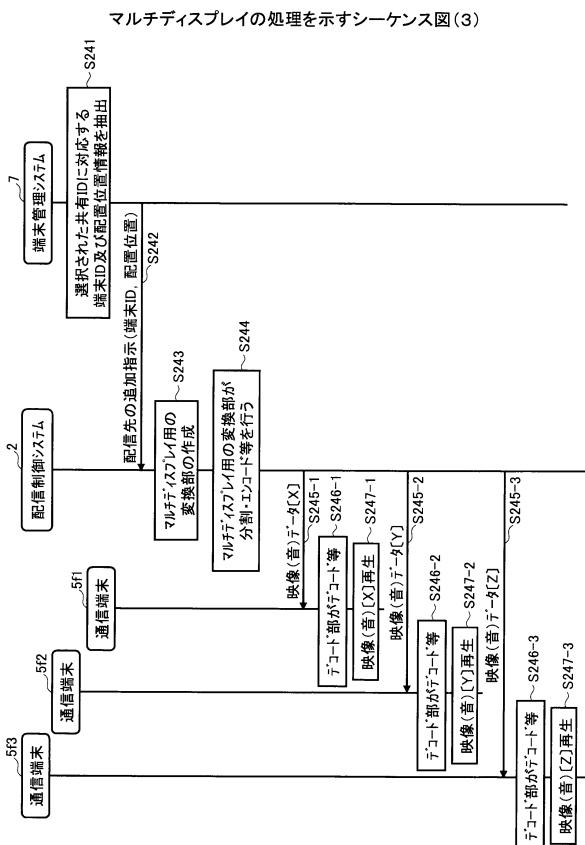 マルチディスプレイの処理を示すシーケンス図(3)
5f3
通信端末
5f2
通信端末
5f1
通信端末
2
配信制御システム
7
端末管理システム
選択された共有IDに対応する
端末ID及び配置位置情報を抽出
S241
配信先の追加指示(端末ID, 配置位置)
S242
マルチディスプレイ用の
変換部の作成
S243
マルチディスプレイ用の変換部が
分割・エンコード等を行う
S244
映像(音)データ[X]
S245-1
デコード部がデコード等
S246-1
映像(音)[X]再生
S247-1
映像(音)データ[Y]
S245-2
デコード部がデコード等
S246-2
映像(音)[Y]再生
S247-2
映像(音)データ[Z]
S245-3
デコード部がデコード等
S246-3
映像(音)[Z]再生
S247-3